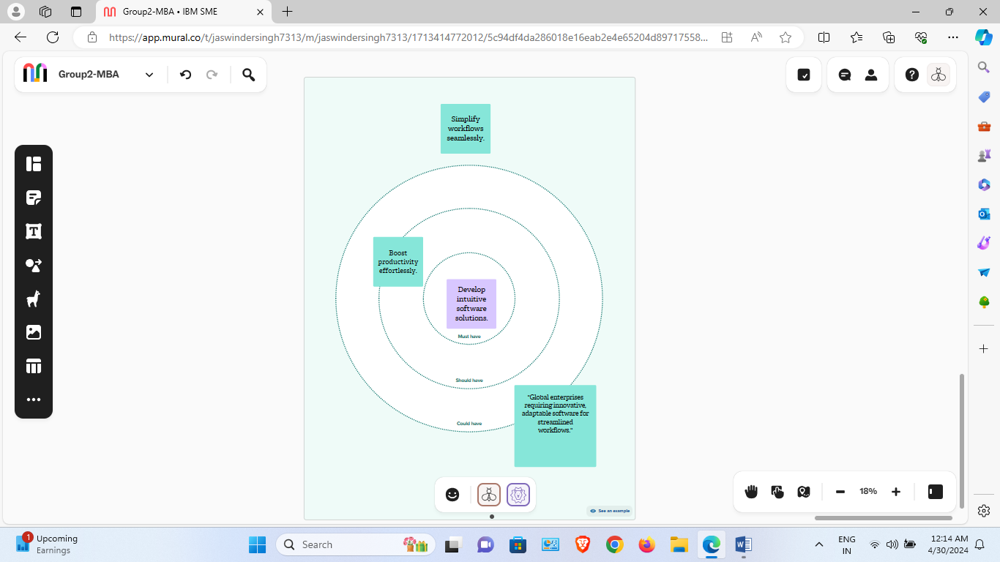 Group2-MBA • IBM SME
https://app.mural.co/t/jaswindersingh7313/m/jaswindersingh7313/1713414772012/5c94df4da286018e16eab2e4e65204d89717558...
Group2-MBA
Simplify
workflows
seamlessly.
Boost
productivity
effortlessly.
Develop
intuitive
software
solutions.
Must have
Should have
"Global enterprises
requiring innovative,
adaptable software for
streamlined
workflows."
Could have
18%
See an example
1
Upcoming
Earnings
Search
ENG
IN
12:14 AM
4/30/2024